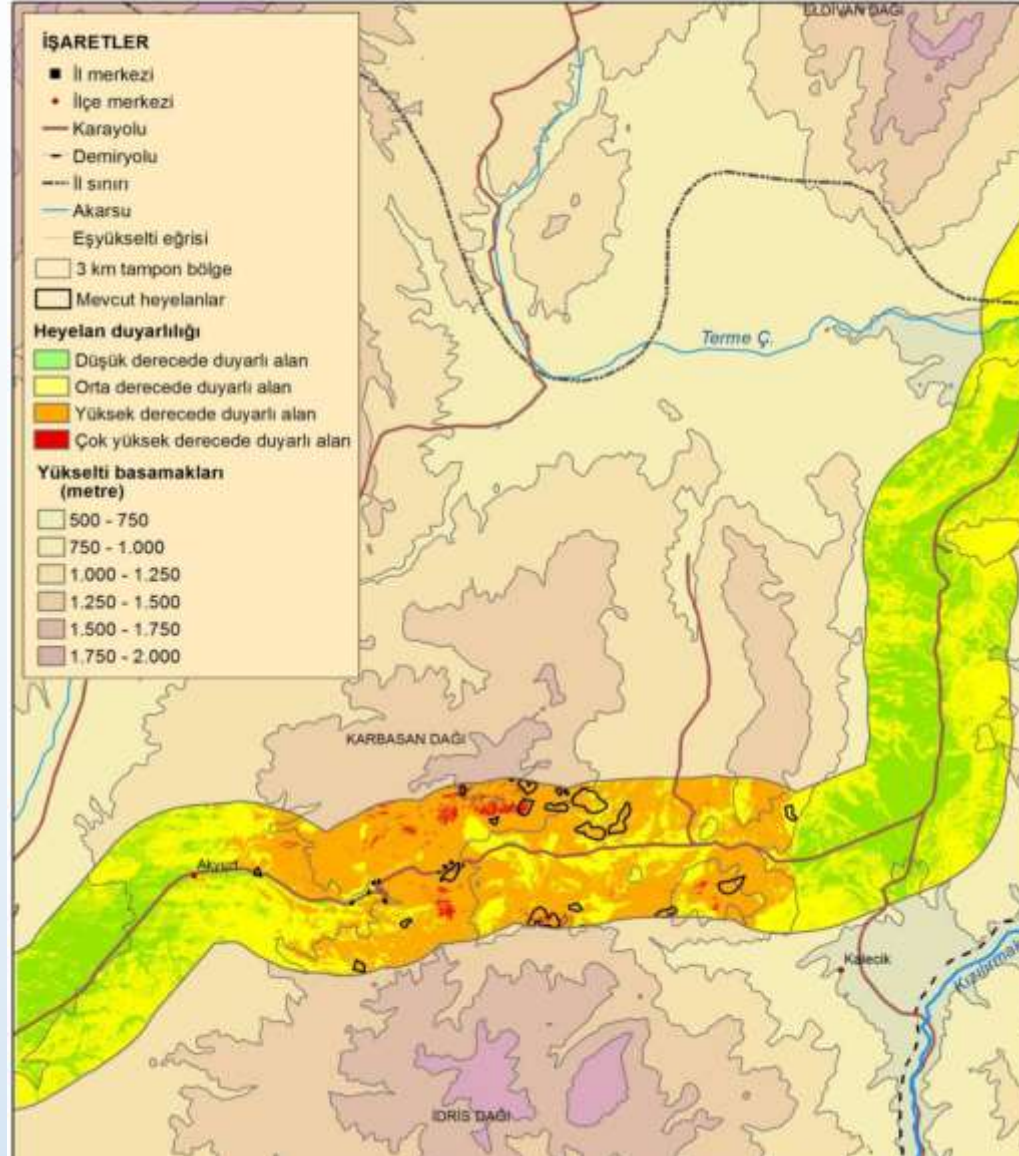 İŞARETLER
İl merkezi
İlçe merkezi
Karayolu
Demiryolu
İl sınırı
Akarsu
Eşyükselti eğrisi
3 km tampon bölge
Mevcut heyelanlar
Heyelan duyarlılığı
Düşük derecede duyarlı alan
Orta derecede duyarlı alan
Yüksek derecede duyarlı alan
Çok yüksek derecede duyarlı alan
Yükselti basamakları
(metre)
500 - 750
750 - 1.000
1.000 - 1.250
1.250 - 1.500
1.500 - 1.750
1.750 - 2.000
ELDİVAN DAĞI
Terme Ç.
KARBASAN DAĞI
Akyurt
Kalecik
Kızılırmak
İDRİS DAĞI